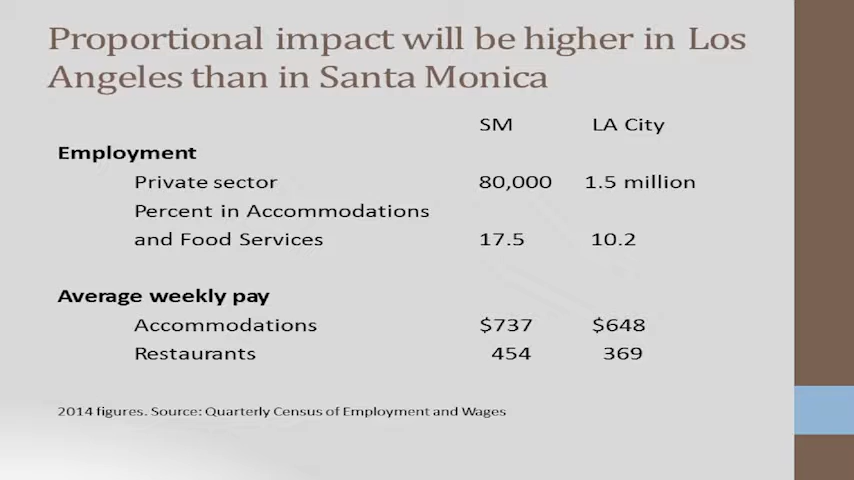 Proportional impact will be higher in Los
Angeles than in Santa Monica
SM LA City
Employment
Private sector 80,000 1.5 million
Percent in Accommodations
and Food Services 17.5 10.2
Average weekly pay
Accommodations $737 $648
Restaurants 454 369
2014 figures. Source: Quarterly Census of Employment and Wages